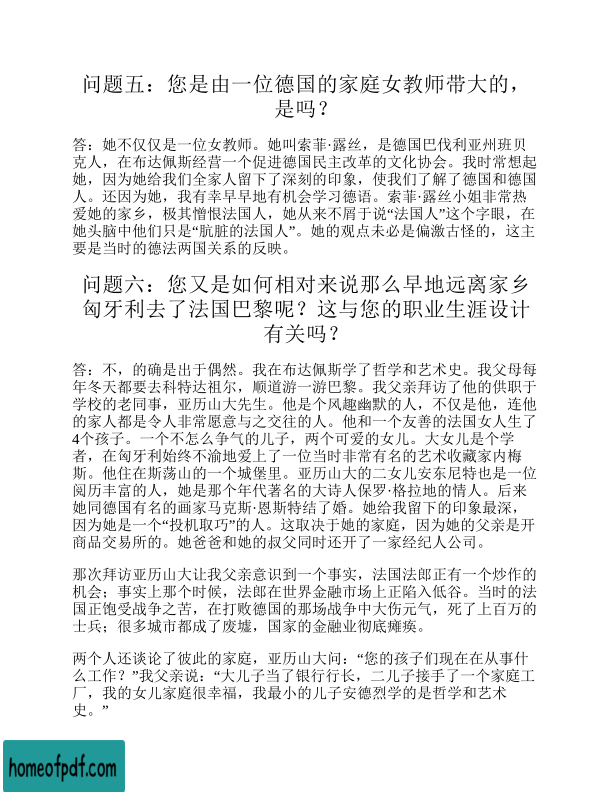 问题五：您是由一位德国的家庭女教师带大的，
是吗？
答：她不仅仅是一位女教师。她叫索菲·露丝，是德国巴伐利亚州班贝
克人，在布达佩斯经营一个促进德国民主改革的文化协会。我时常想起
她，因为她给我们全家人留下了深刻的印象，使我们了解了德国和德国
人。还因为她，我有幸早早地有机会学习德语。索菲·露丝小姐非常热
爱她的家乡，极其憎恨法国人，她从来不屑于说“法国人”这个字眼，在
她头脑中他们只是“肮脏的法国人”。她的观点未必是偏激古怪的，这主
要是当时的德法两国关系的反映。
问题六：您又是如何相对来说那么早地远离家乡
匈牙利去了法国巴黎呢？这与您的职业生涯设计
有关吗？
答：不，的确是出于偶然。我在布达佩斯学了哲学和艺术史。我父母每
年冬天都要去科特达祖尔，顺道游一游巴黎。我父亲拜访了他的供职于
学校的老同事，亚历山大先生。他是个风趣幽默的人，不仅是他，连他
的家人都是令人非常愿意与之交往的人。他和一个友善的法国女人生了
4个孩子。一个不怎么争气的儿子，两个可爱的女儿。大女儿是个学
者，在匈牙利始终不渝地爱上了一位当时非常有名的艺术收藏家内梅
斯。他住在斯荡山的一个城堡里。亚历山大的二女儿安东尼特也是一位
阅历丰富的人，她是那个年代著名的大诗人保罗·格拉地的情人。后来
她同德国有名的画家马克斯·恩斯特结了婚。她给我留下的印象最深，
因为她是一个“投机取巧”的人。这取决于她的家庭，因为她的父亲是开
商品交易所的。她爸爸和她的叔父同时还开了一家经纪人公司。
那次拜访亚历山大让我父亲意识到一个事实，法国法郎正有一个炒作的
机会；事实上那个时候，法郎在世界金融市场上正陷入低谷。当时的法
国正饱受战争之苦，在打败德国的那场战争中大伤元气，死了上百万的
士兵；很多城市都成了废墟，国家的金融业彻底瘫痪。
两个人还谈论了彼此的家庭，亚历山大问：“您的孩子们现在在从事什
么工作？”我父亲说：“大儿子当了银行行长，二儿子接手了一个家庭工
厂，我的女儿家庭很幸福，我最小的儿子安德烈学的是哲学和艺术
史。”
homeofpdf.com